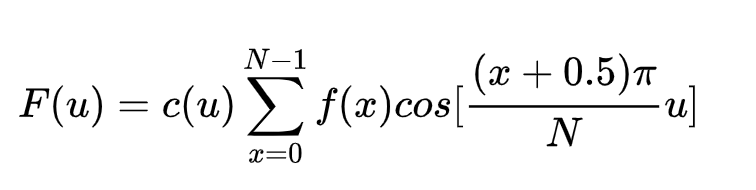 F(u) = c(u) \sum_{x=0}^{N-1} f(x)cos[\frac{(x + 0.5)\pi}{N}u]